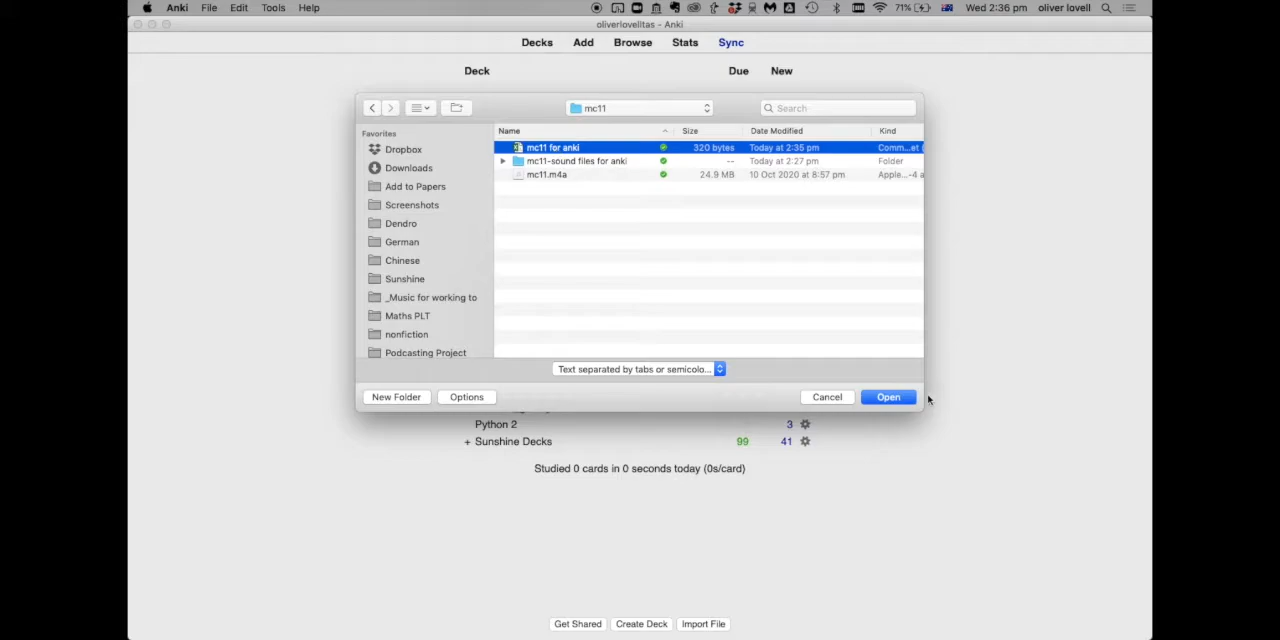 Anki File Edit Tools Help 71% Wed 2:36 pm oliver lovell
oliverlovelltas - Anki
Decks Add Browse Stats Sync
Deck Due New
mc11 Search
Favorites
Dropbox
Downloads
Add to Papers
Screenshots
Dendro
German
Chinese
Sunshine
_Music for working to
Maths PLT
nonfiction
Podcasting Project
Name Size Date Modified Kind
mc11 for anki 320 bytes Today at 2:35 pm Comm...et (
mc11-sound files for anki -- Today at 2:27 pm Folder
mc11.m4a 24.9 MB 10 Oct 2020 at 8:57 pm Apple...-4 a
Text separated by tabs or semicolo...
New Folder Options Cancel Open
Python 2 3
+ Sunshine Decks 99 41
Studied 0 cards in 0 seconds today (0s/card)
Get Shared Create Deck Import File